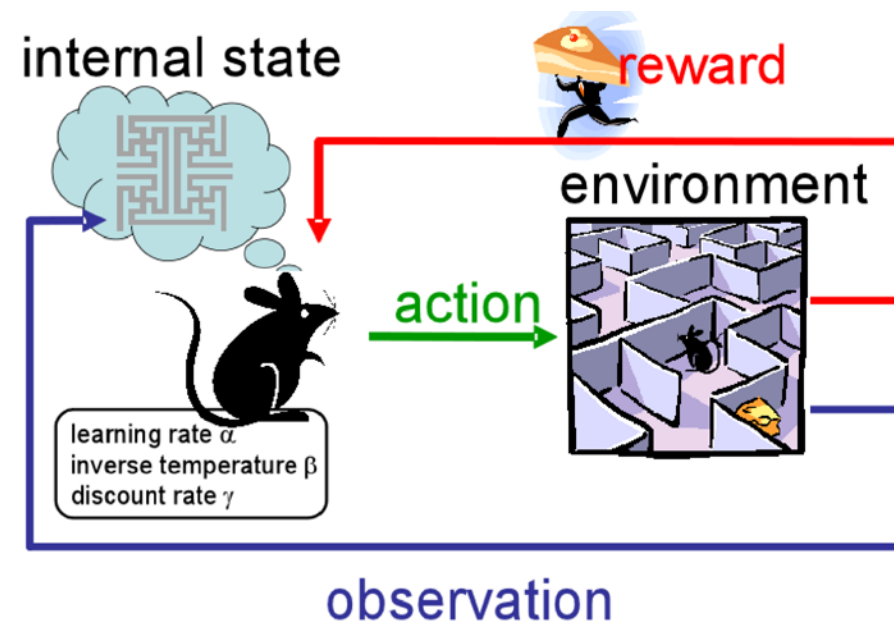 internal state
reward
environment
action
learning rate α
inverse temperature β
discount rate γ
observation